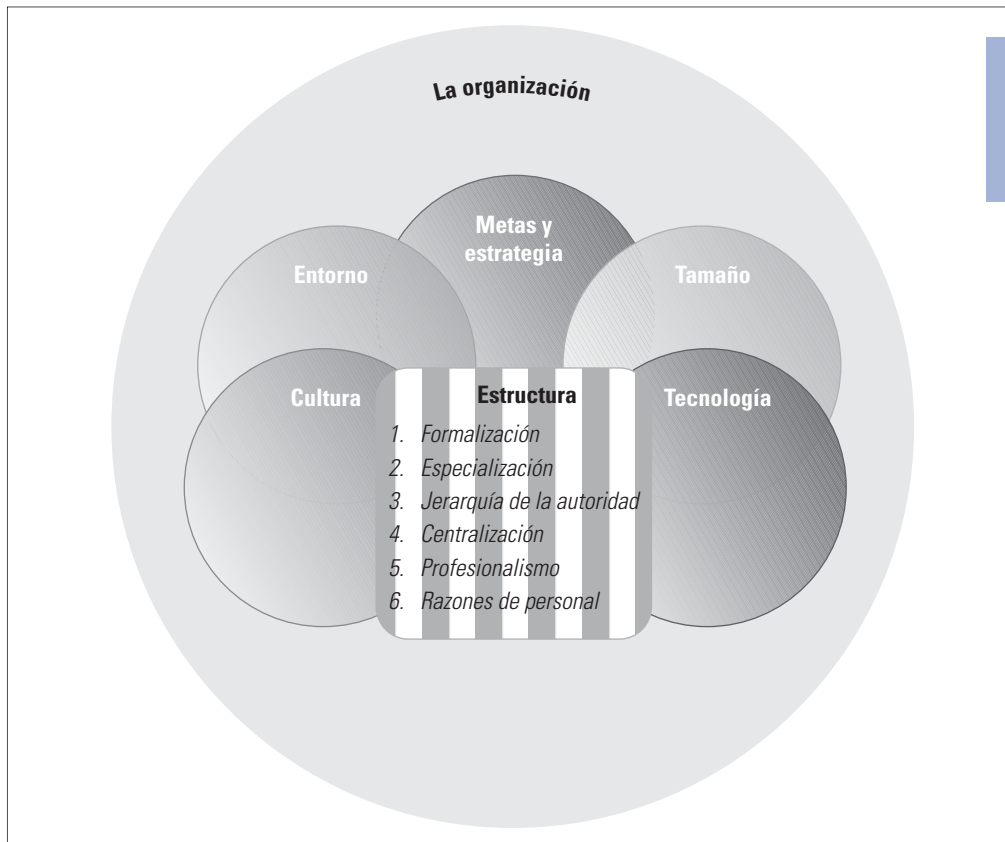 La organización
Metas y
estrategia
Entorno
Tamaño
Cultura
Estructura
Tecnología
1. Formalización
2. Especialización
3. Jerarquía de la autoridad
4. Centralización
5. Profesionalismo
6. Razones de personal